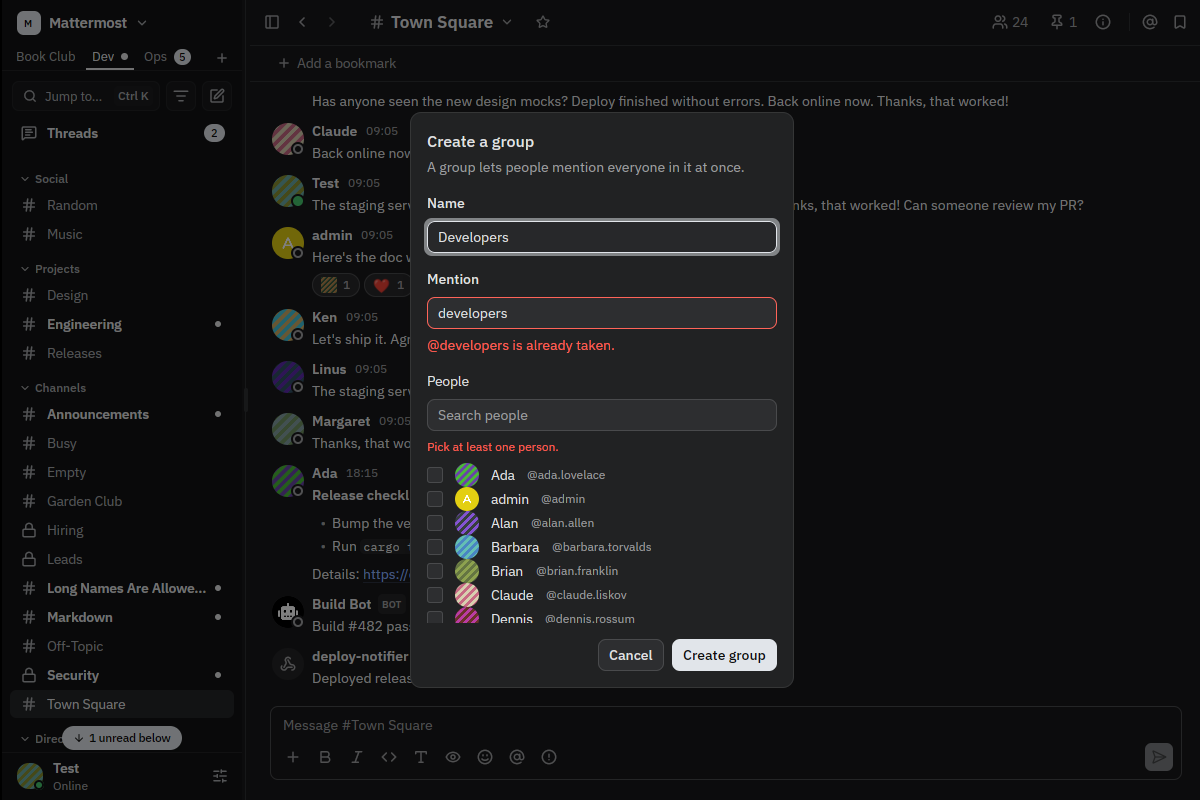 M Mattermost
Book Club Dev Ops 5
Jump to... Ctrl K
Threads 2
Social
Random
Music
Projects
Design
Engineering
Releases
Channels
Announcements
Busy
Empty
Garden Club
Hiring
Leads
Long Names Are Allowe...
Markdown
Off-Topic
Security
Town Square
Direc
1 unread below
Test
Online
# Town Square
24
1
Add a bookmark
Has anyone seen the new design mocks? Deploy finished without errors. Back online now. Thanks, that worked!
Claude 09:05
Back online now
Test 09:05
The staging serv
nks, that worked! Can someone review my PR?
A admin 09:05
Here's the doc w
1 ❤️ 1
Ken 09:05
Let's ship it. Agr
Linus 09:05
The staging serv
Margaret 09:05
Thanks, that wo
Ada 18:15
Release checkl
• Bump the ve
• Run cargo t
Details: https://
Build Bot BOT
Build #482 pas
deploy-notifier
Deployed releas
Message #Town Square
Create a group
A group lets people mention everyone in it at once.
Name
Developers
Mention
developers
@developers is already taken.
People
Search people
Pick at least one person.
Ada @ada.lovelace
A admin @admin
Alan @alan.allen
Barbara @barbara.torvalds
Brian @brian.franklin
Claude @claude.liskov
Dennis @dennis.rossum
Cancel Create group